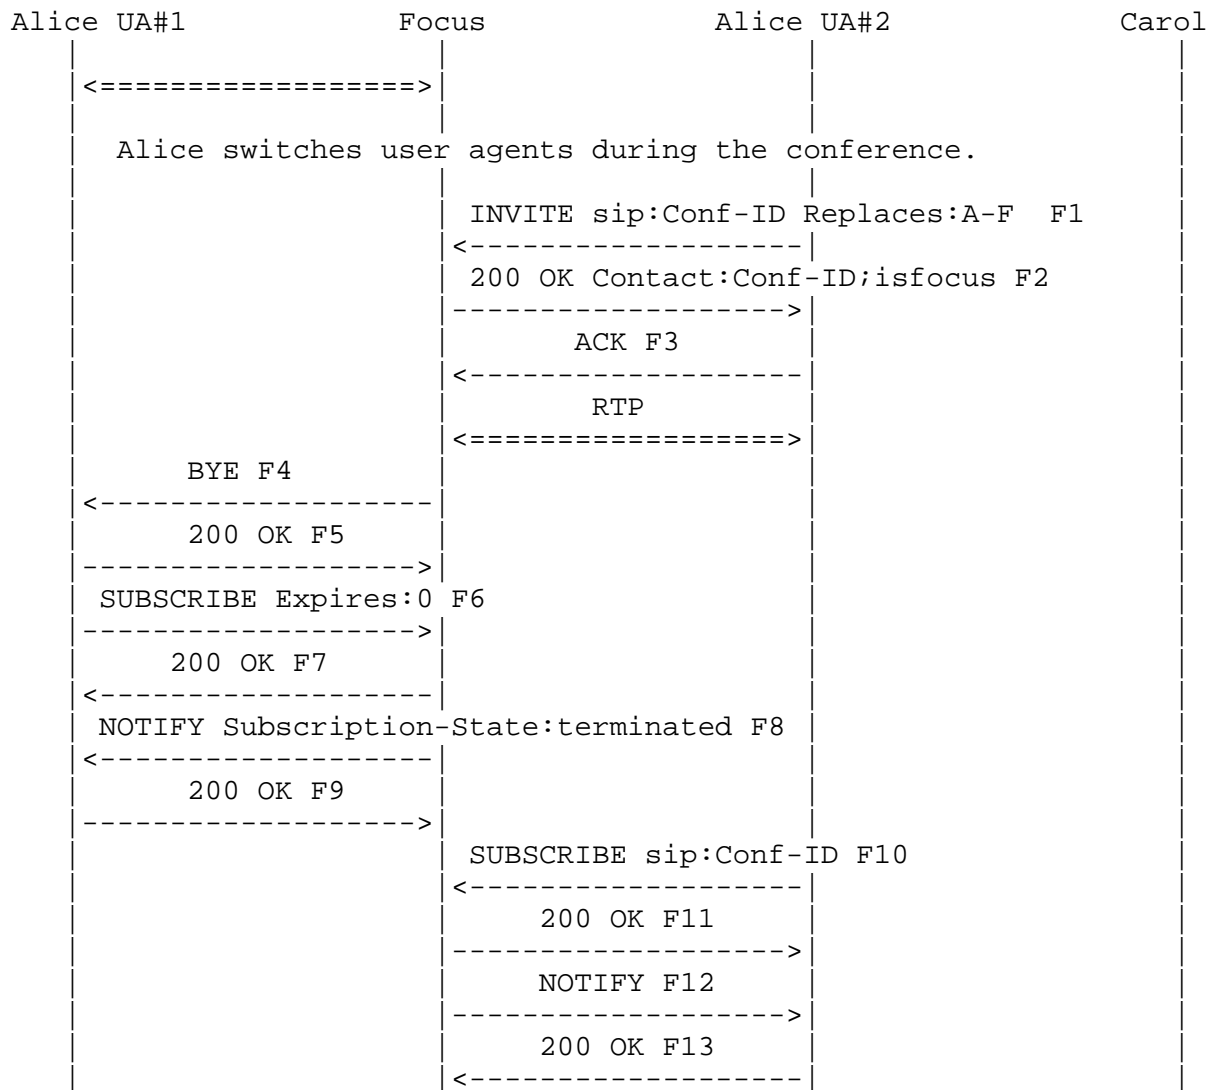 Alice UA#1 Focus Alice UA#2 Carol
Alice switches user agents during the conference.
INVITE sip:Conf-ID Replaces:A-F F1
200 OK Contact:Conf-ID;isfocus F2
ACK F3
RTP
BYE F4
200 OK F5
SUBSCRIBE Expires:0 F6
200 OK F7
NOTIFY Subscription-State:terminated F8
200 OK F9
SUBSCRIBE sip:Conf-ID F10
200 OK F11
NOTIFY F12
200 OK F13